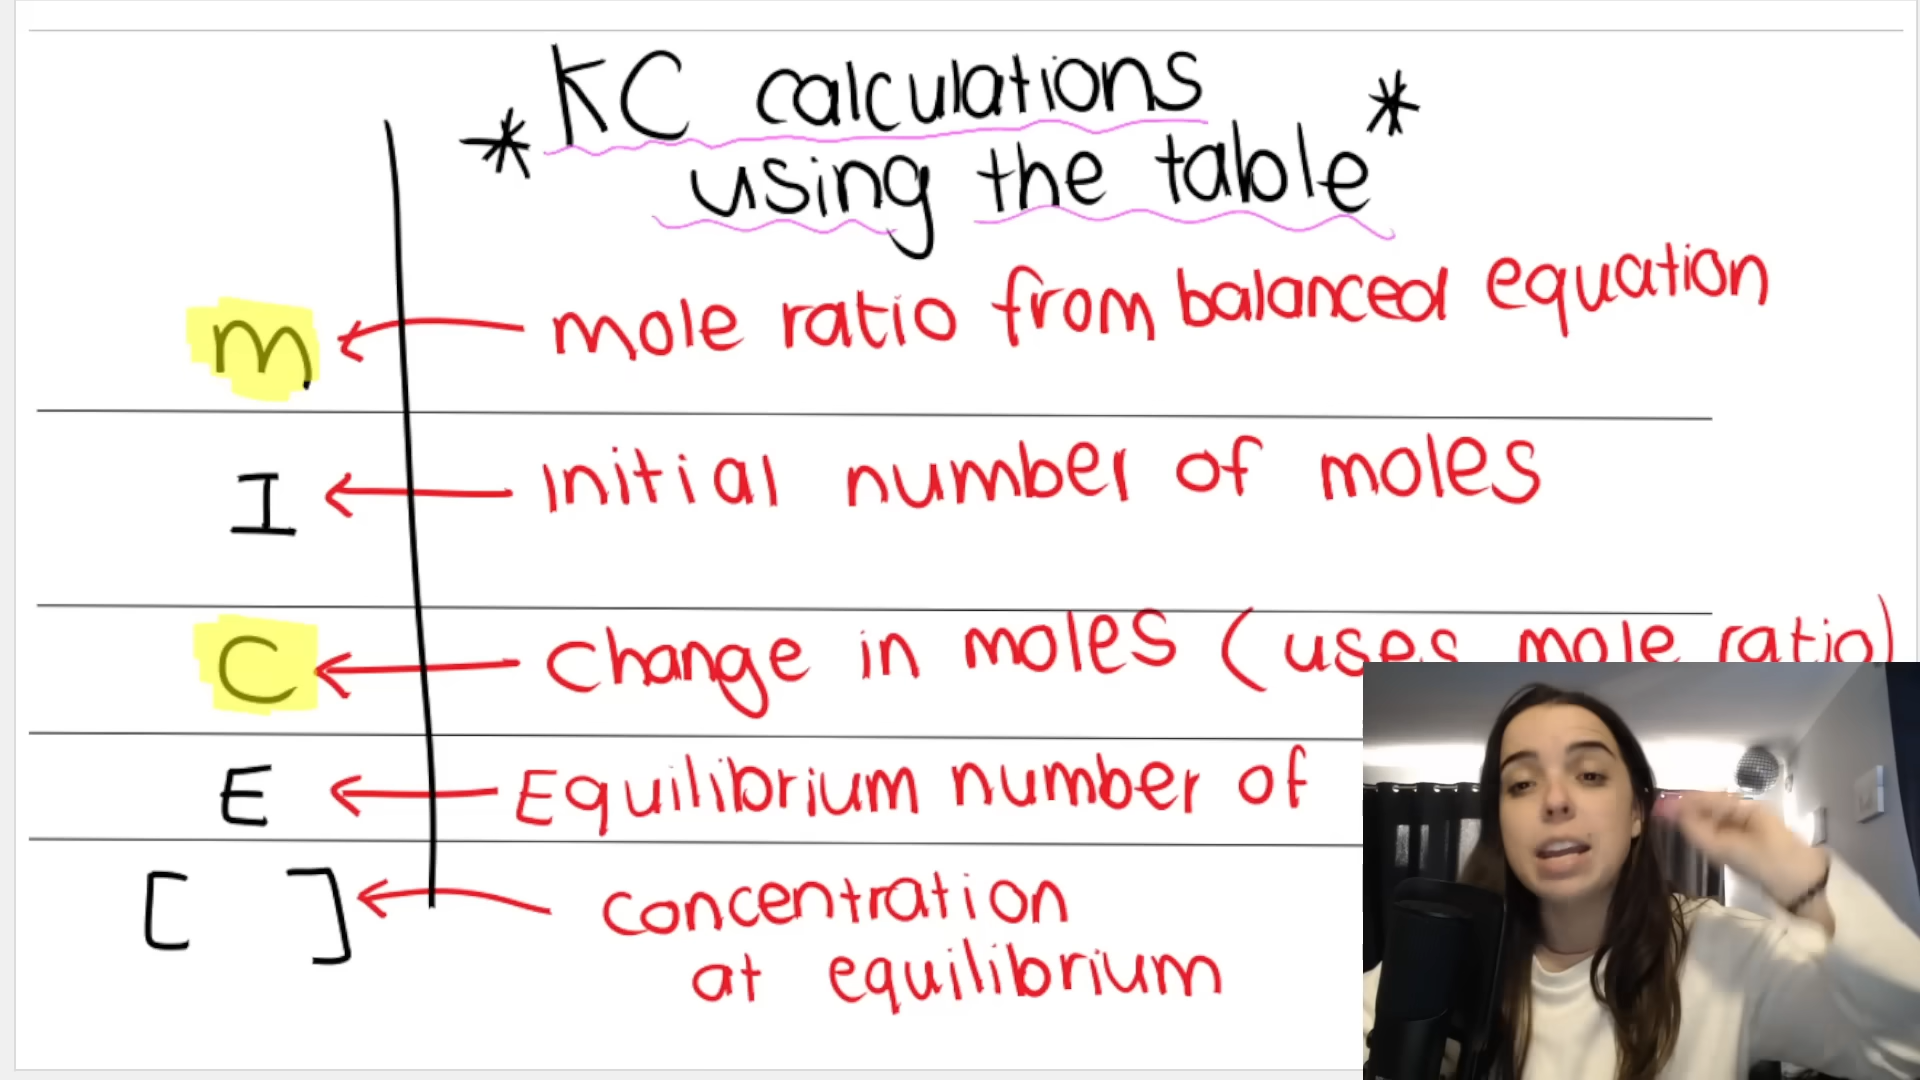 * KC calculations *
using the table
m ← mole ratio from balanced equation
I ← Initial number of moles
C ← Change in moles (uses mole ratio)
E ← Equilibrium number of
[ ] ← Concentration
at equilibrium